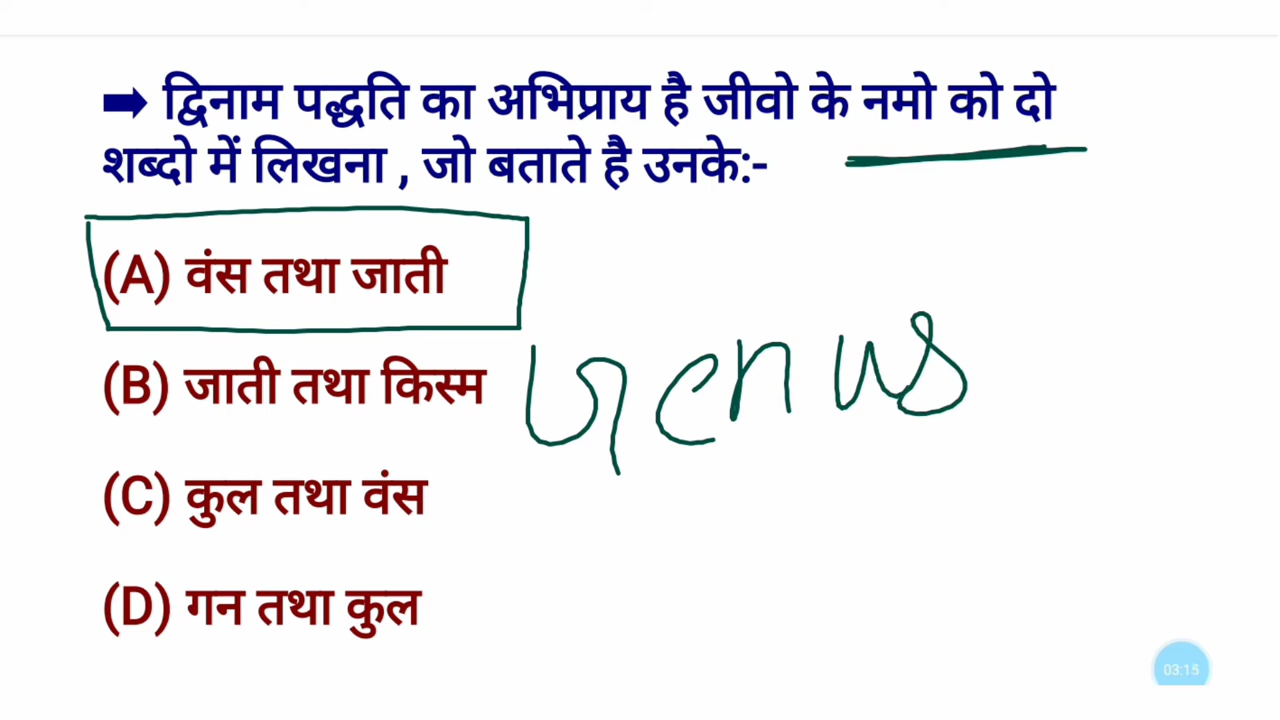 ➡ द्विनाम पद्धति का अभिप्राय है जीवो के नमो को दो
शब्दो में लिखना , जो बताते है उनके:-
(A) वंस तथा जाती
(B) जाती तथा किस्म
Genus
(C) कुल तथा वंस
(D) गन तथा कुल
03:15